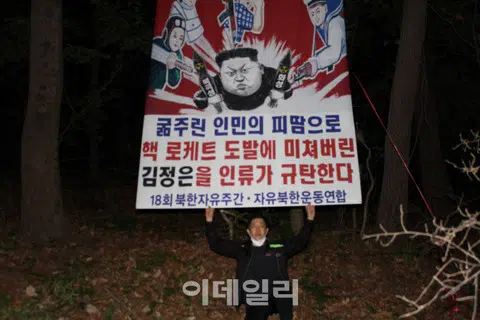 굶주린 인민의 피땀으로
핵 로케트 도발에 미쳐버린
김정은을 인류가 규탄한다
18회 북한자유주간·자유북한운동연합
이데일리